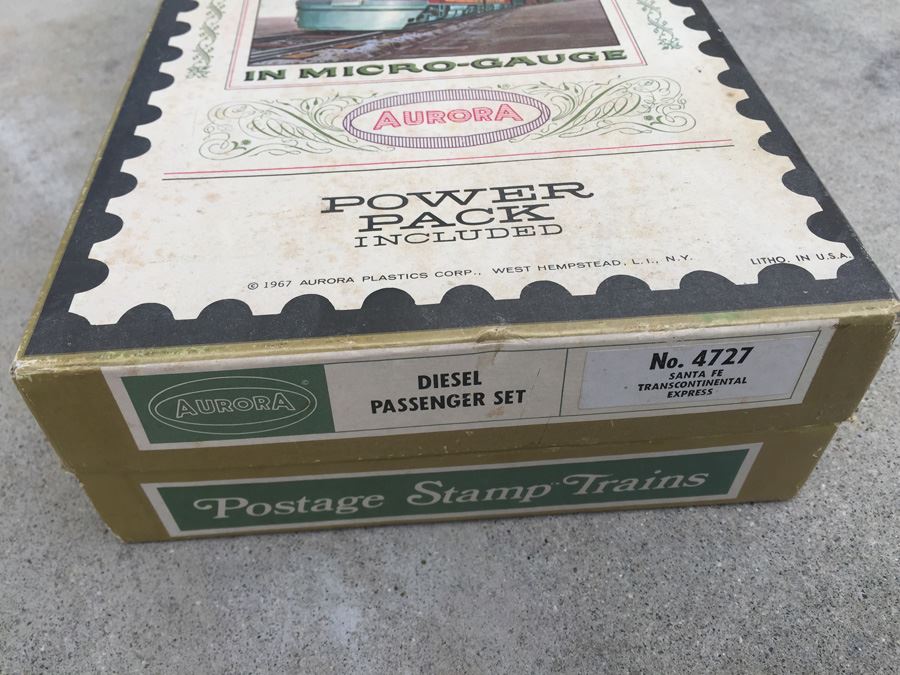 IN MICRO-GAUGE
AURORA
POWER
PACK
INCLUDED
© 1967 AURORA PLASTICS CORP., WEST HEMPSTEAD, L.I., N.Y.
LITHO. IN U.S.A.
AURORA®
DIESEL
PASSENGER SET
No. 4727
SANTA FE
TRANSCONTINENTAL
EXPRESS
Postage Stamp Trains